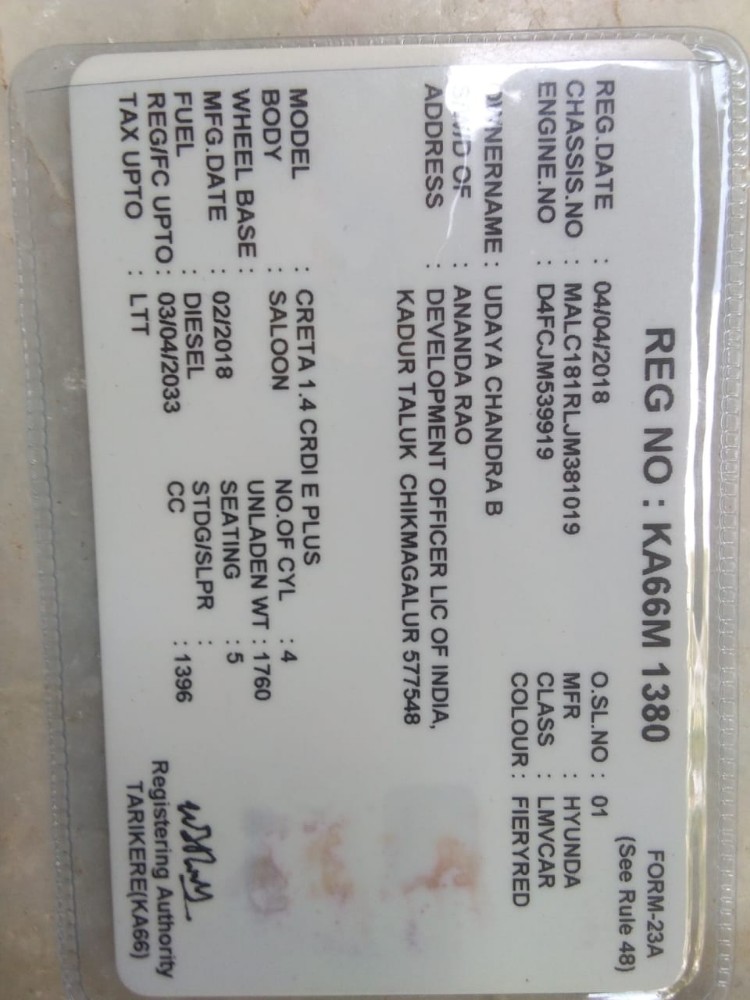 FORM-23A
REG NO : KA66M 1380 (See Rule 48)
REG.DATE : 04/04/2018 O.SL.NO : 01
CHASSIS.NO : MALC181RLJM381019 MFR : HYUNDA
ENGINE.NO : D4FCJM539919 CLASS : LMVCAR
COLOUR : FIERYRED
OWNERNAME : UDAYA CHANDRA B
S/W/D OF : ANANDA RAO
ADDRESS : DEVELOPMENT OFFICER LIC OF INDIA,
KADUR TALUK CHIKMAGALUR 577548
MODEL : CRETA 1.4 CRDI E PLUS
BODY : SALOON NO.OF CYL : 4
WHEEL BASE : UNLADEN WT : 1760
MFG.DATE : 02/2018 SEATING : 5
FUEL : DIESEL STDG/SLPR :
REG/FC UPTO : 03/04/2033 CC : 1396
TAX UPTO : LTT
Registering Authority
TARIKERE(KA66)